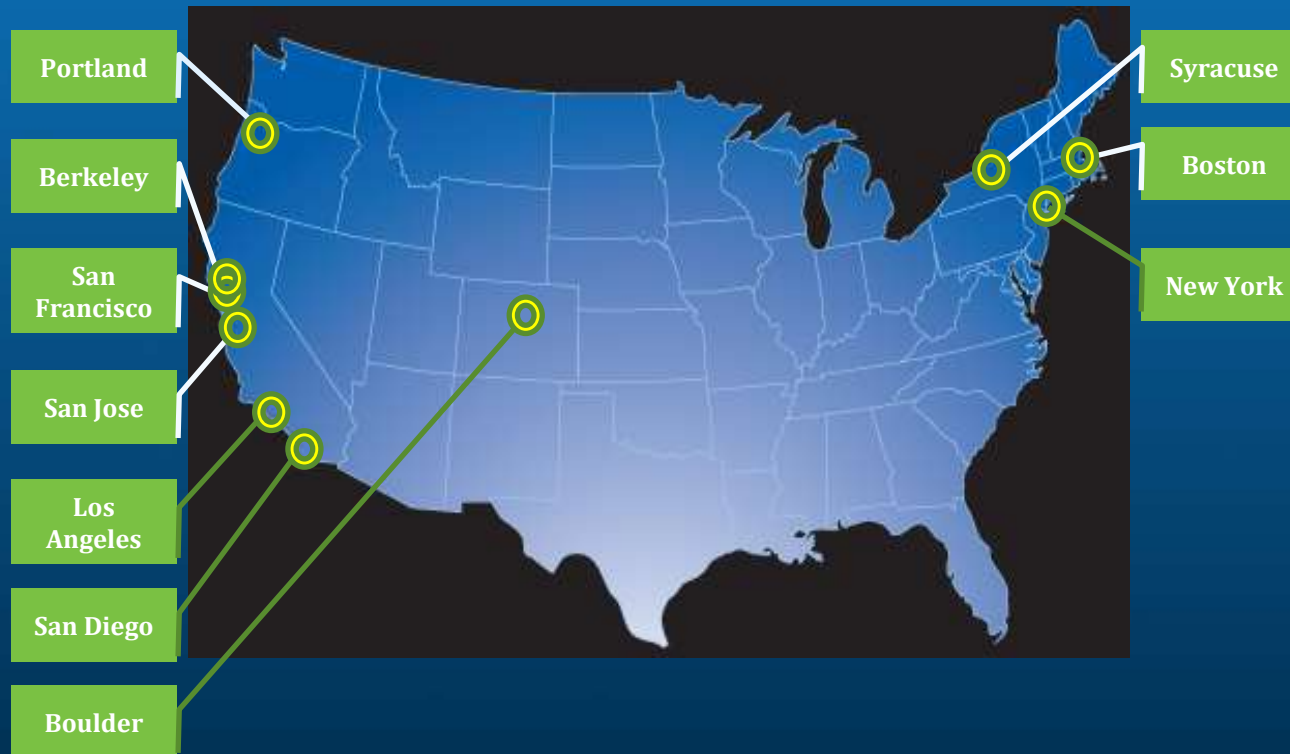 Portland
Berkeley
San
Francisco
San Jose
Los
Angeles
San Diego
Boulder
Syracuse
Boston
New York